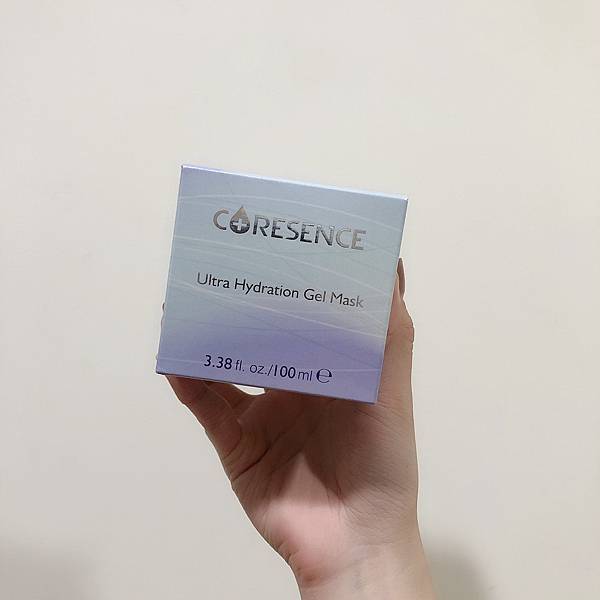 CORESENCE
Ultra Hydration Gel Mask
3.38 fl. oz./100 ml ℮